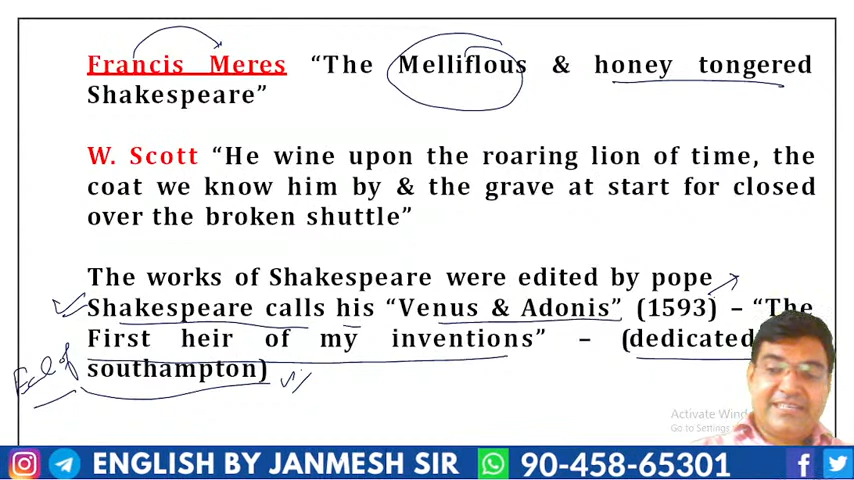 Francis Meres “The Melliflous & honey tongered
Shakespeare”
W. Scott “He wine upon the roaring lion of time, the
coat we know him by & the grave at start for closed
over the broken shuttle”
The works of Shakespeare were edited by pope
Shakespeare calls his “Venus & Adonis” (1593) – “The
First heir of my inventions” – (dedicated
Earl of southampton)
Activate Wind
Go to Settings
ENGLISH BY JANMESH SIR 90-458-65301